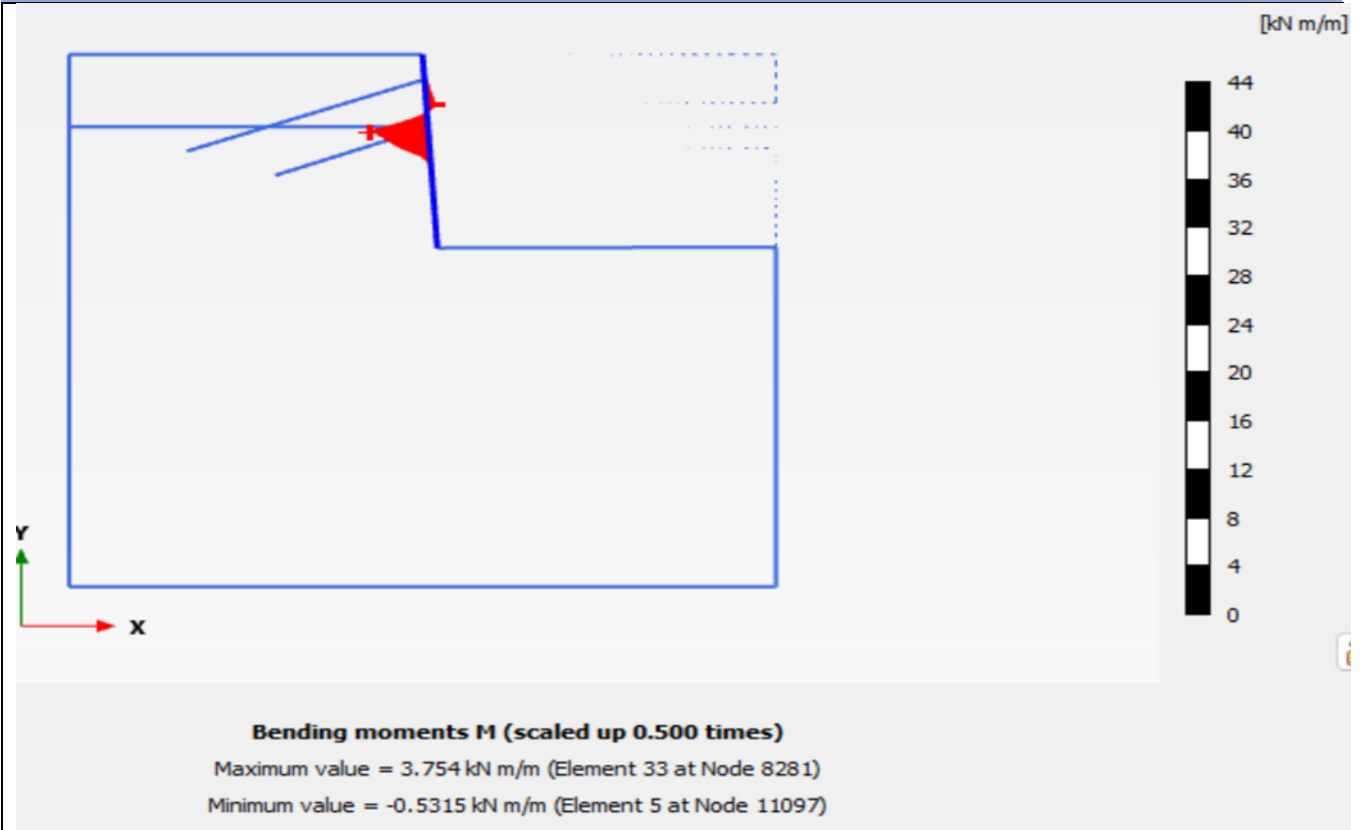 [kN m/m]
44
40
36
32
28
24
20
16
12
8
4
0
Y
X
Bending moments M (scaled up 0.500 times)
Maximum value = 3.754 kN m/m (Element 33 at Node 8281)
Minimum value = -0.5315 kN m/m (Element 5 at Node 11097)